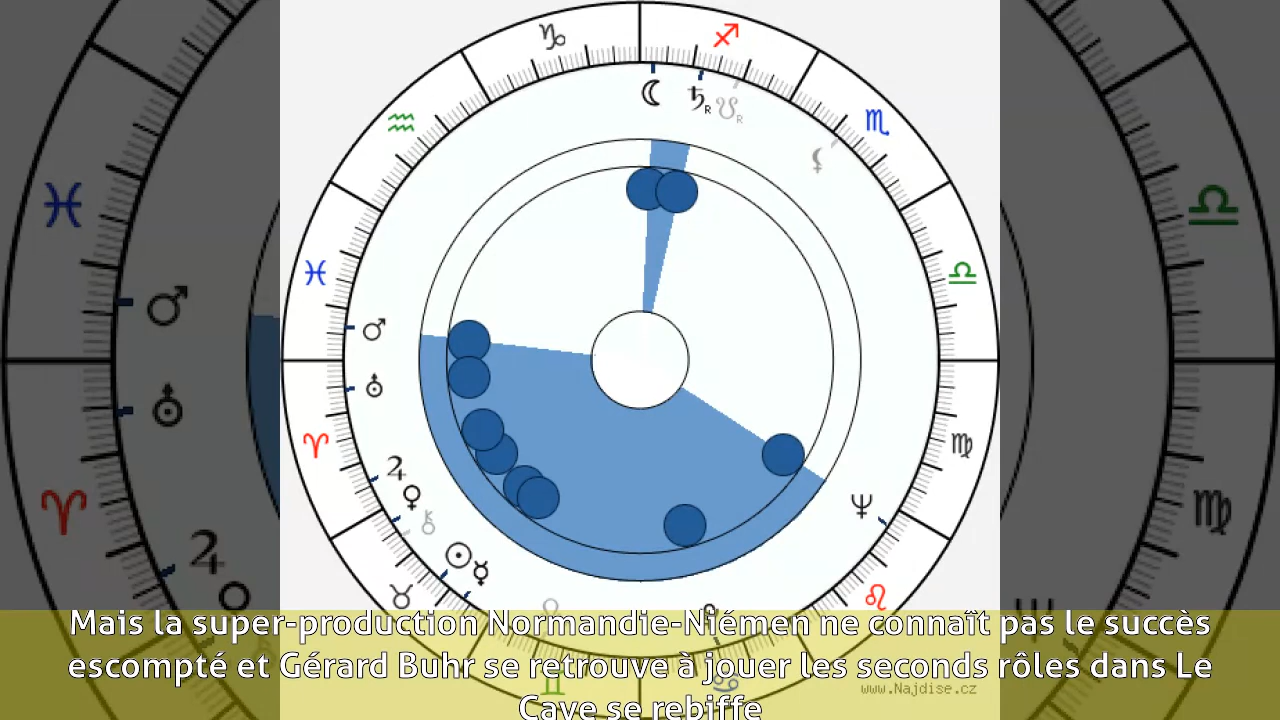 R
R
Mais la super-production Normandie-Niémen ne connaît pas le succès
escompté et Gérard Buhr se retrouve à jouer les seconds rôles dans Le
Cave se rebiffe
www.Najdise.cz